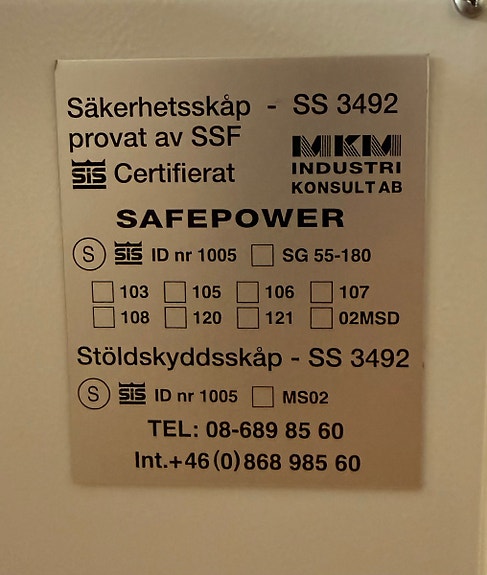 Säkerhetsskåp - SS 3492
provat av SSF
SIS Certifierat
MKM
INDUSTRI
KONSULT AB
SAFEPOWER
S SIS ID nr 1005 SG 55-180
103 105 106 107
108 120 121 02MSD
Stöldskyddsskåp - SS 3492
S SIS ID nr 1005 MS02
TEL: 08-689 85 60
Int.+46(0)868 985 60